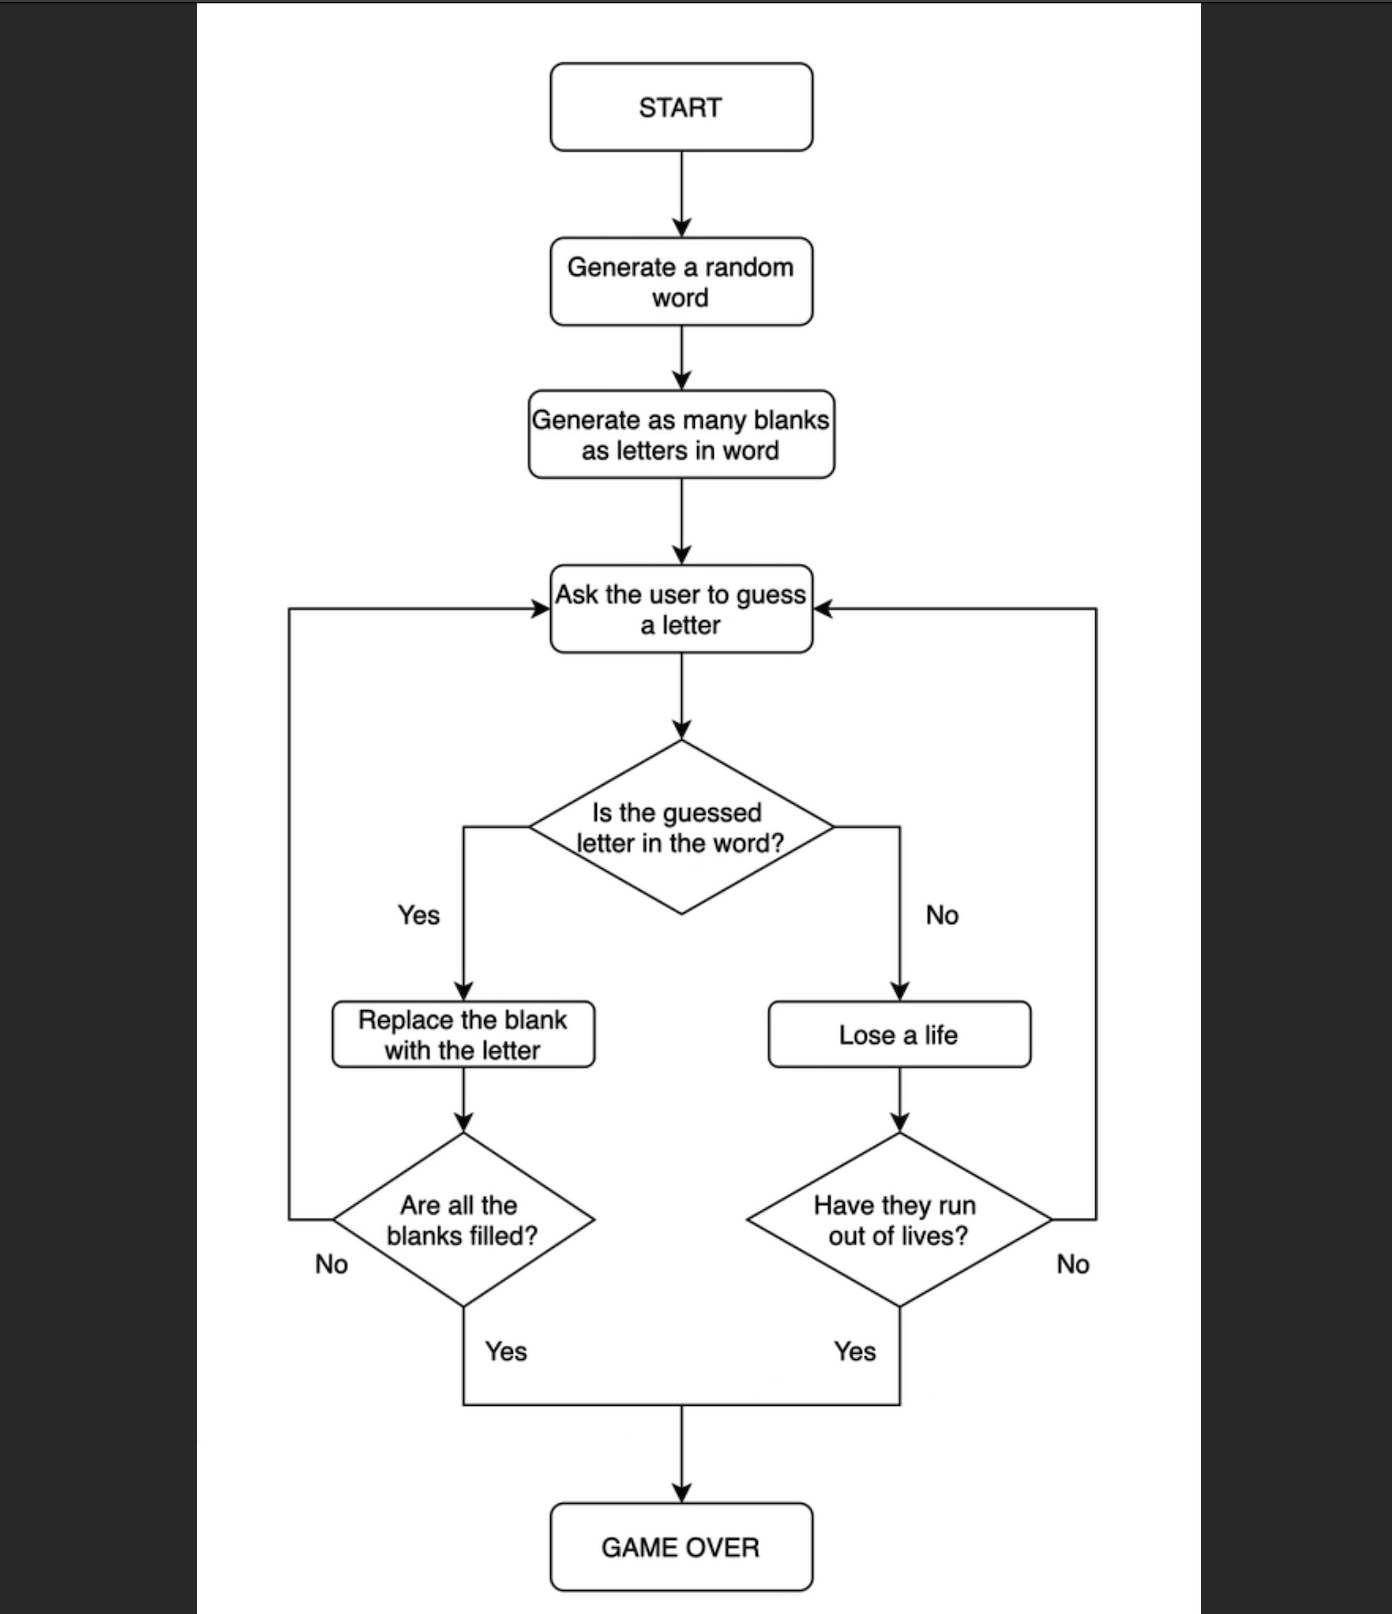 START
Generate a random
word
Generate as many blanks
as letters in word
Ask the user to guess
a letter
Is the guessed
letter in the word?
Yes
No
Replace the blank
with the letter
Lose a life
Are all the
blanks filled?
Have they run
out of lives?
No
No
Yes
Yes
GAME OVER